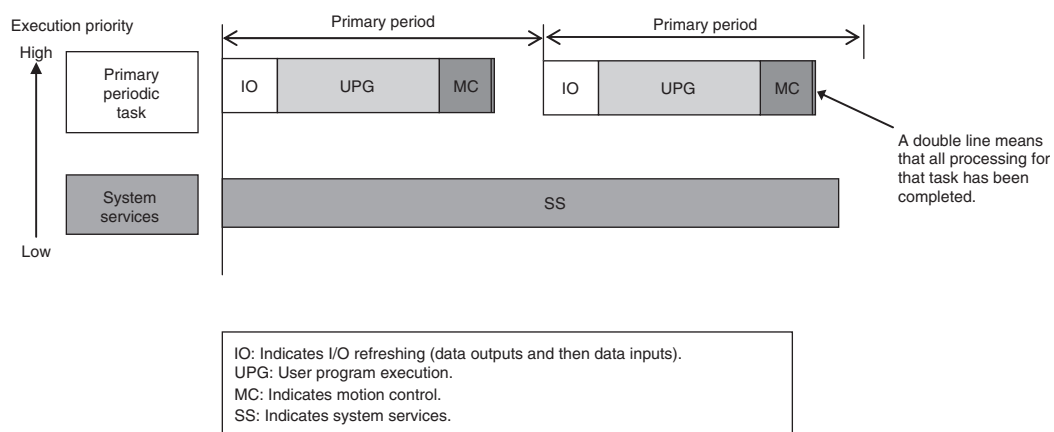 Execution priority
Primary period
Primary period
High
Primary
periodic
task
IO
UPG
MC
IO
UPG
MC
A double line means
that all processing for
that task has been
completed.
System
services
SS
Low
IO: Indicates I/O refreshing (data outputs and then data inputs).
UPG: User program execution.
MC: Indicates motion control.
SS: Indicates system services.